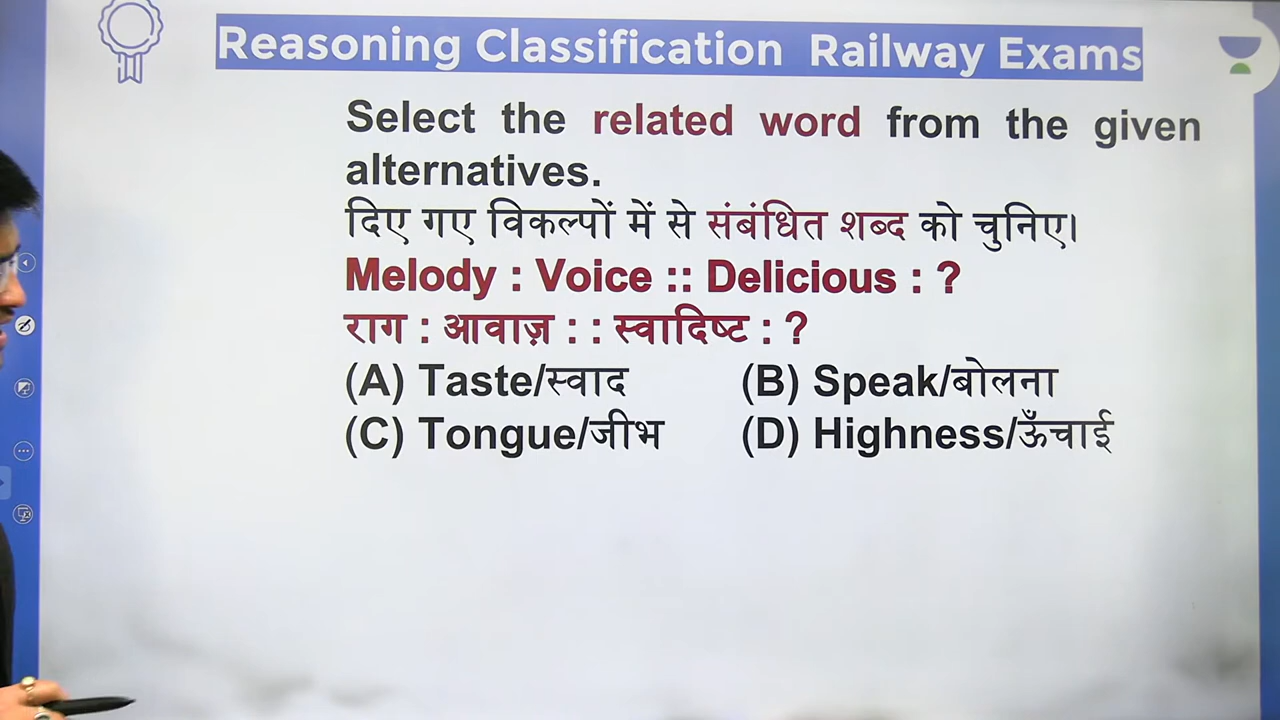 Reasoning Classification Railway Exams
Select the related word from the given
alternatives.
दिए गए विकल्पों में से संबंधित शब्द को चुनिए।
Melody : Voice :: Delicious : ?
राग : आवाज़ : : स्वादिष्ट : ?
(A) Taste/स्वाद (B) Speak/बोलना
(C) Tongue/जीभ (D) Highness/ऊँचाई